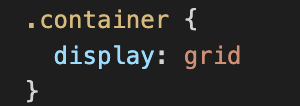 .container {
  display: grid
}